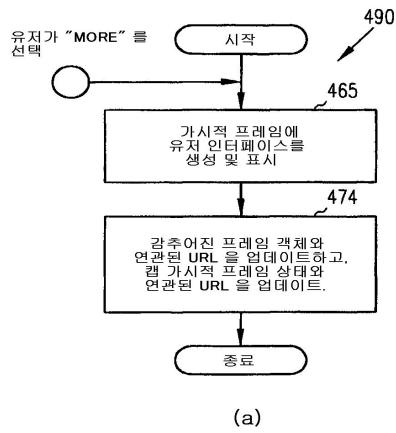 유저가 "MORE" 를
선택
시작
490
465
가시적 프레임에
유저 인터페이스를
생성 및 표시
474
감추어진 프레임 객체와
연관된 URL 을 업데이트하고,
캡 가시적 프레임 상태와
연관된 URL 을 업데이트.
종료
(a)